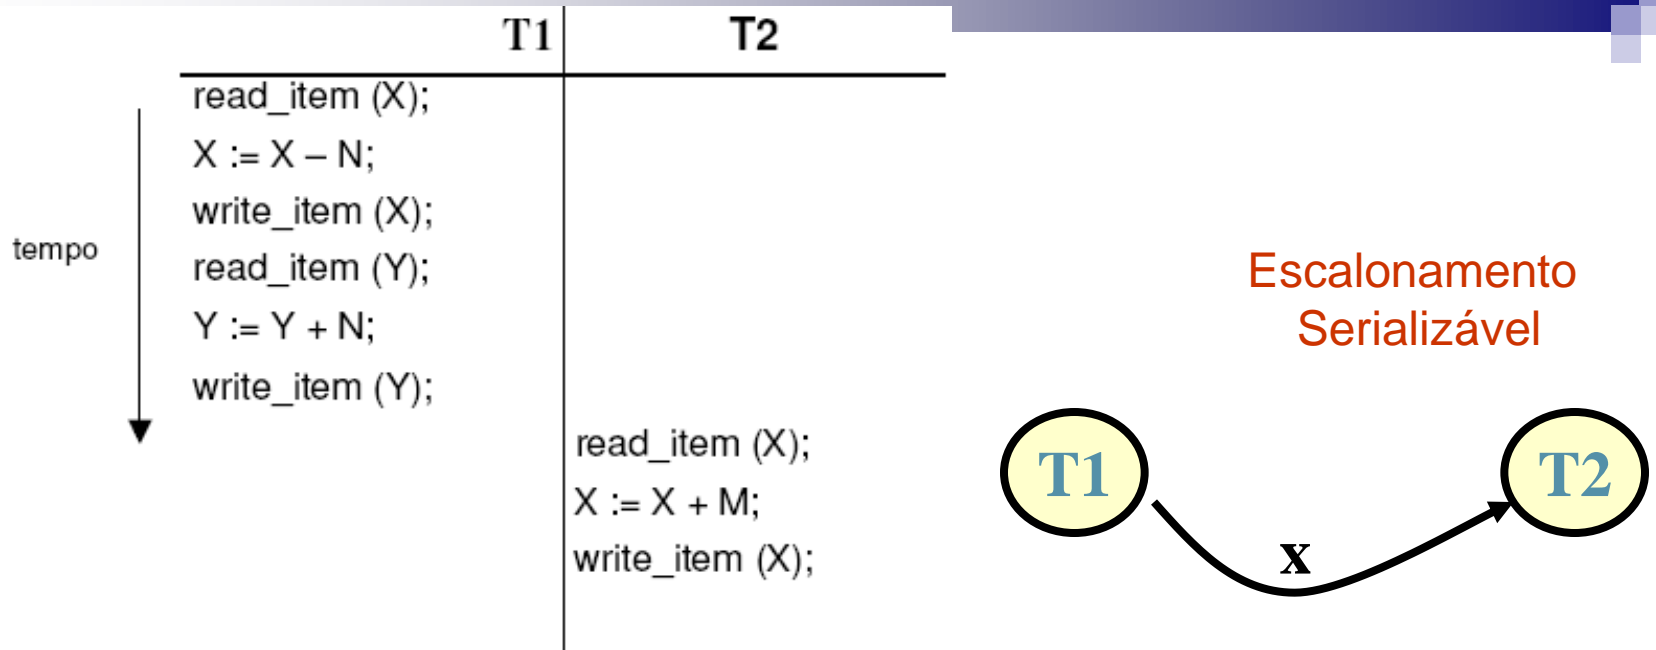 T1 T2
read_item (X);
X := X – N;
write_item (X);
tempo
read_item (Y);
Y := Y + N;
write_item (Y);
read_item (X);
X := X + M;
write_item (X);
Escalonamento
Serializável
T1
T2
x